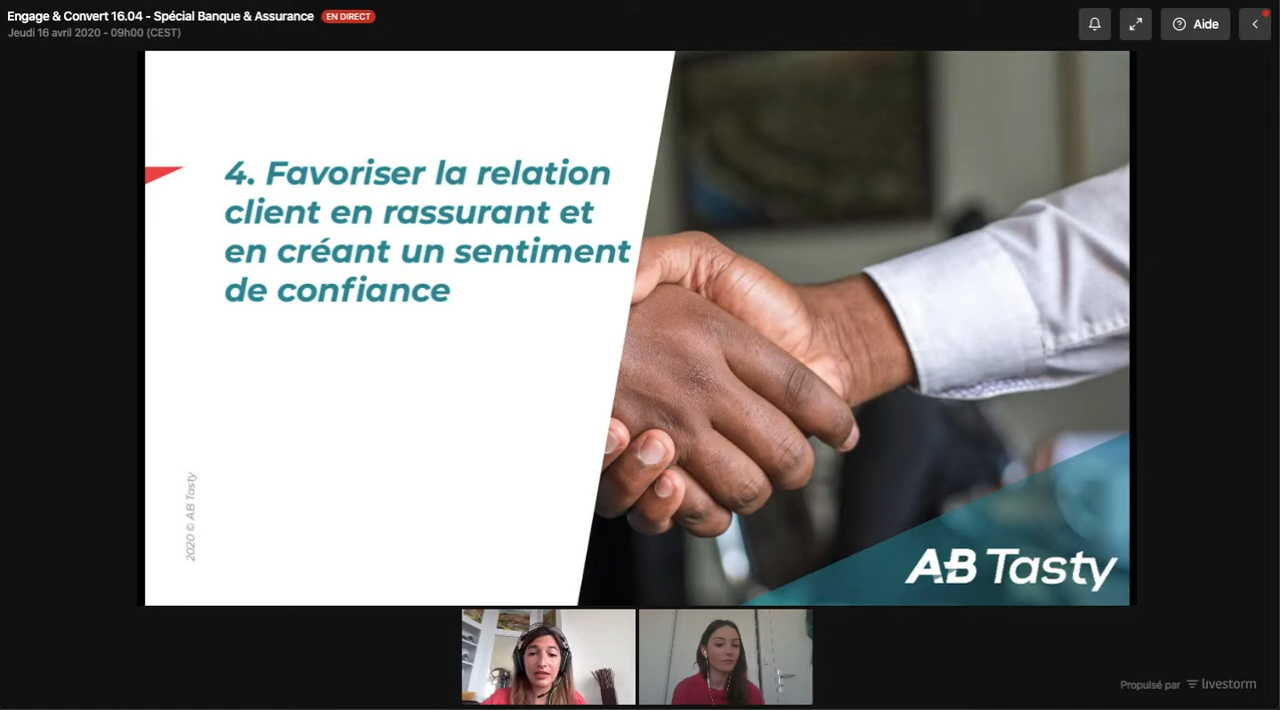 Engage & Convert 16.04 - Spécial Banque & Assurance EN DIRECT
Jeudi 16 avril 2020 - 09h00 (CEST)
Aide
4. Favoriser la relation
client en rassurant et
en créant un sentiment
de confiance
2020 © AB Tasty
AB Tasty
Propulsé par livestorm